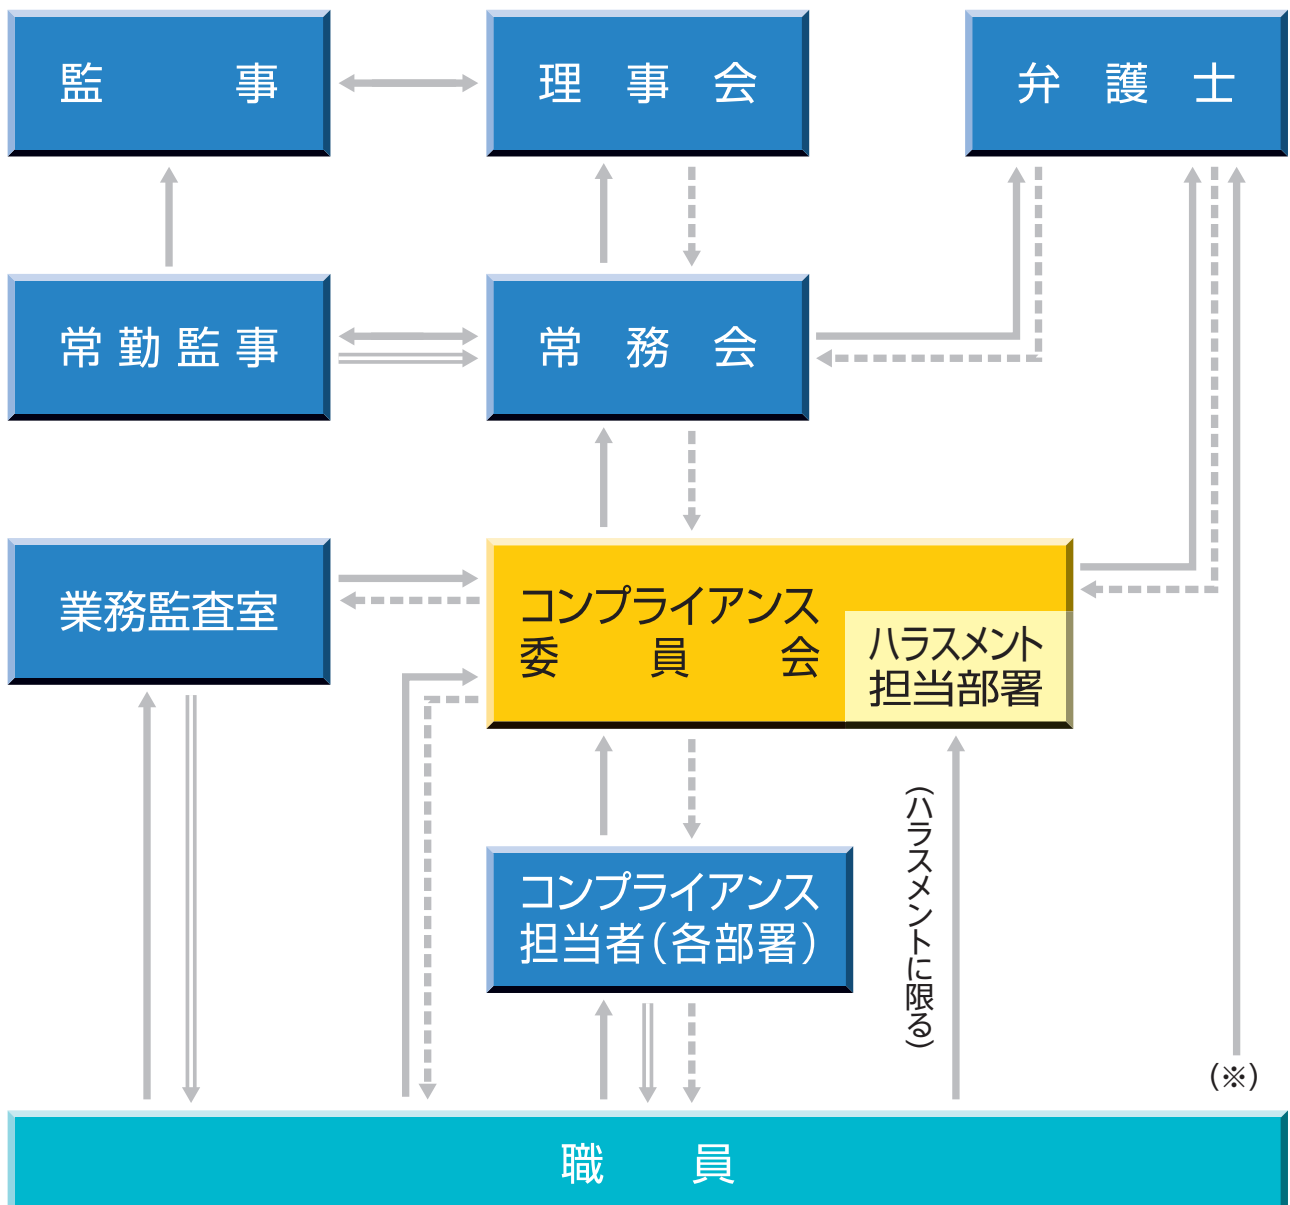 監事
理事会
弁護士
常勤監事
常務会
業務監査室
コンプライアンス
委員会
ハラスメント
担当部署
コンプライアンス
担当者(各部署)
(ハラスメントに限る)
(※)
職員